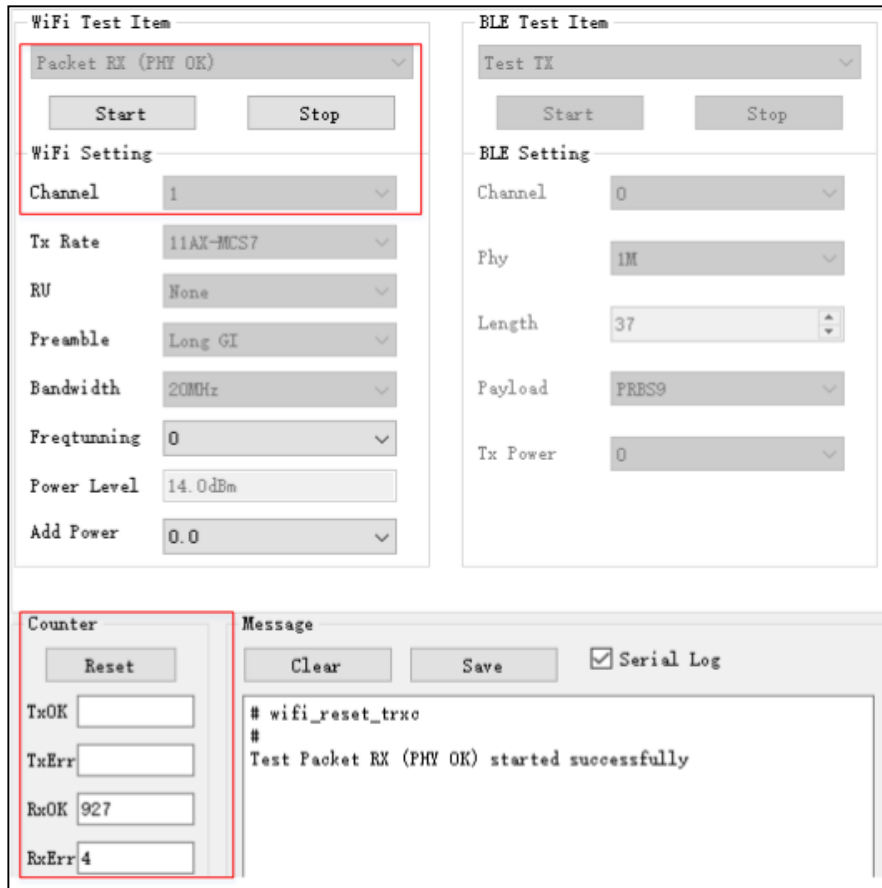 WiFi Test Item
Packet RX (PHY OK)
Start Stop
WiFi Setting
Channel 1
Tx Rate 11AX-MCS7
RU None
Preamble Long GI
Bandwidth 20MHz
Freqtunning 0
Power Level 14.0dBm
Add Power 0.0
BLE Test Item
Test TX
Start Stop
BLE Setting
Channel 0
Phy 1M
Length 37
Payload PRBS9
Tx Power 0
Counter
Reset
TxOK
TxErr
RxOK 927
RxErr 4
Message
Clear Save Serial Log
# wifi_reset_trxc
#
Test Packet RX (PHY OK) started successfully